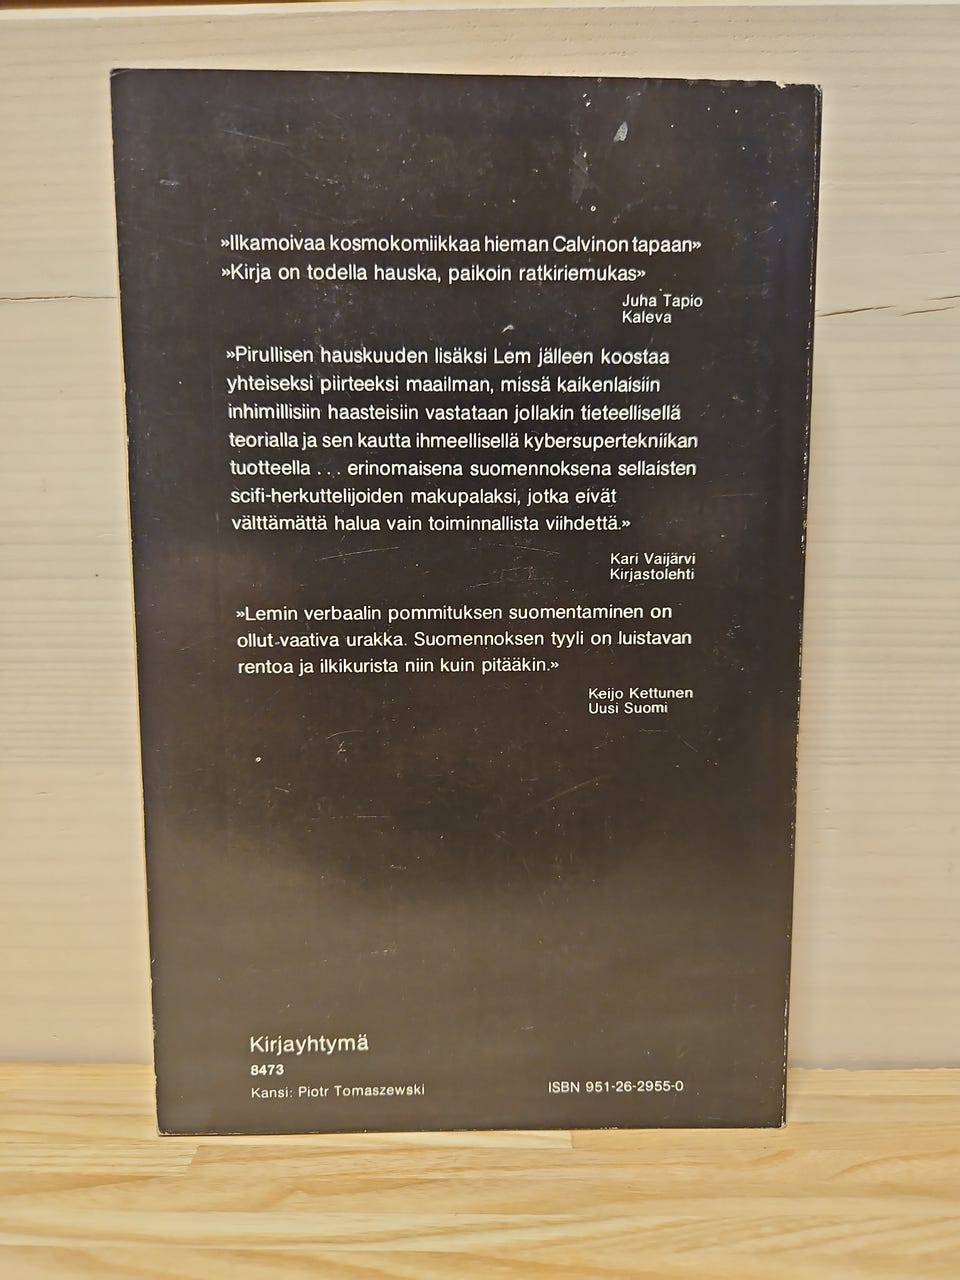 »Ilkamoivaa kosmokomiikkaa hieman Calvinon tapaan»
»Kirja on todella hauska, paikoin ratkiriemukas»
Juha Tapio
Kaleva
»Pirullisen hauskuuden lisäksi Lem jälleen koostaa
yhteiseksi piirteeksi maailman, missä kaikenlaisiin
inhimillisiin haasteisiin vastataan jollakin tieteellisellä
teorialla ja sen kautta ihmeellisellä kybersupertekniikan
tuotteella . . . erinomaisena suomennoksena sellaisten
scifi-herkuttelijoiden makupalaksi, jotka eivät
välttämättä halua vain toiminnallista viihdettä.»
Kari Vaijärvi
Kirjastolehti
»Lemin verbaalin pommituksen suomentaminen on
ollut vaativa urakka. Suomennoksen tyyli on luistavan
rentoa ja ilkikurista niin kuin pitääkin.»
Keijo Kettunen
Uusi Suomi
Kirjayhtymä
8473
Kansi: Piotr Tomaszewski
ISBN 951-26-2955-0